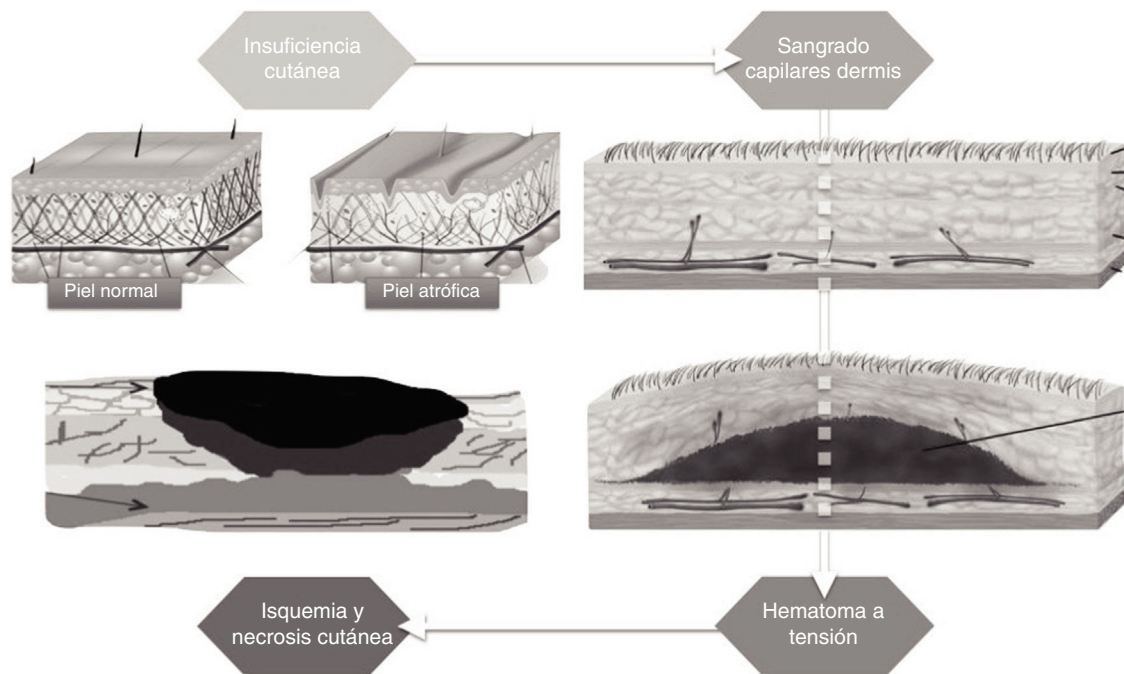 Insuficiencia
cutánea
Sangrado
capilares dermis
Piel normal
Piel atrófica
Isquemia y
necrosis cutánea
Hematoma a
tensión